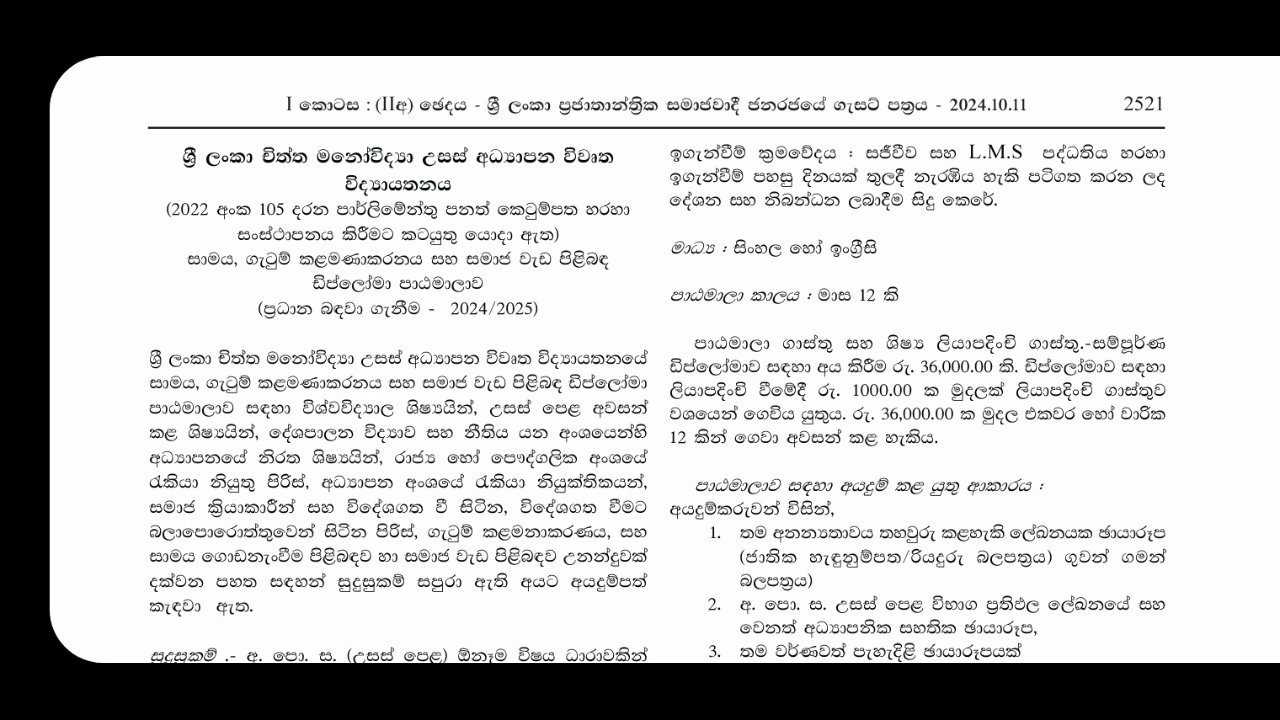 I කොටස : (IIඅ) ඡෙදය - ශ්‍රී ලංකා ප්‍රජාතාන්ත්‍රික සමාජවාදී ජනරජයේ ගැසට් පත්‍රය - 2024.10.11 2521
ශ්‍රී ලංකා චිත්ත මනෝවිද්‍යා උසස් අධ්‍යාපන විවෘත
විද්‍යායතනය
(2022 අංක 105 දරන පාර්ලිමේන්තු පනත් කෙටුම්පත හරහා
සංස්ථාපනය කිරීමට කටයුතු යොදා ඇත)
සාමය, ගැටුම් කළමණාකරනය සහ සමාජ වැඩ පිළිබඳ
ඩිප්ලෝමා පාඨමාලාව
(ප්‍රධාන බඳවා ගැනීම - 2024/2025)
ශ්‍රී ලංකා චිත්ත මනෝවිද්‍යා උසස් අධ්‍යාපන විවෘත විද්‍යායතනයේ
සාමය, ගැටුම් කළමණාකරනය සහ සමාජ වැඩ පිළිබඳ ඩිප්ලෝමා
පාඨමාලාව සඳහා විශ්වවිද්‍යාල ශිෂ්‍යයින්, උසස් පෙළ අවසන්
කළ ශිෂ්‍යයින්, දේශපාලන විද්‍යාව සහ නීතිය යන අංශයෙන්හි
අධ්‍යාපනයේ නිරත ශිෂ්‍යයින්, රාජ්‍ය හෝ පෞද්ගලික අංශයේ
රැකියා නියුතු පිරිස්, අධ්‍යාපන අංශයේ රැකියා නියුක්තිකයන්,
සමාජ ක්‍රියාකාරීන් සහ විදේශගත වී සිටින, විදේශගත වීමට
බලාපොරොත්තුවෙන් සිටින පිරිස්, ගැටුම් කළමනාකරණය, සහ
සාමය ගොඩනැංවීම පිළිබඳව හා සමාජ වැඩ පිළිබඳව උනන්දුවක්
දක්වන පහත සඳහන් සුදුසුකම් සපුරා ඇති අයට අයදුම්පත්
කැඳවා ඇත.
සුදුසුකම් .- අ. පො. ස. (උසස් පෙළ) ඕනෑම විෂය ධාරාවකින්
ඉගැන්වීම් ක්‍රමවේදය : සජීවීව සහ L.M.S පද්ධතිය හරහා
ඉගැන්වීම් පහසු දිනයක් තුලදී නැරඹිය හැකි පටිගත කරන ලද
දේශන සහ නිබන්ධන ලබාදීම සිදු කෙරේ.
මාධ්‍ය : සිංහල හෝ ඉංග්‍රීසි
පාඨමාලා කාලය : මාස 12 කි
පාඨමාලා ගාස්තු සහ ශිෂ්‍ය ලියාපදිංචි ගාස්තු.-සම්පූර්ණ
ඩිප්ලෝමාව සඳහා අය කිරීම රු. 36,000.00 කි. ඩිප්ලෝමාව සඳහා
ලියාපදිංචි වීමේදී රු. 1000.00 ක මුදලක් ලියාපදිංචි ගාස්තුව
වශයෙන් ගෙවිය යුතුය. රු. 36,000.00 ක මුදල එකවර හෝ වාරික
12 කින් ගෙවා අවසන් කළ හැකිය.
පාඨමාලාව සඳහා අයදුම් කළ යුතු ආකාරය :
අයදුම්කරුවන් විසින්,
1. තම අනන්‍යතාවය තහවුරු කළහැකි ලේඛනයක ඡායාරූප
(ජාතික හැඳුනුම්පත/රියදුරු බලපත්‍රය) ගුවන් ගමන්
බලපත්‍රය)
2. අ. පො. ස. උසස් පෙළ විභාග ප්‍රතිඵල ලේඛනයේ සහ
වෙනත් අධ්‍යාපනික සහතික ඡායාරූප,
3. තම වර්ණවත් පැහැදිළි ඡායාරූපයක්